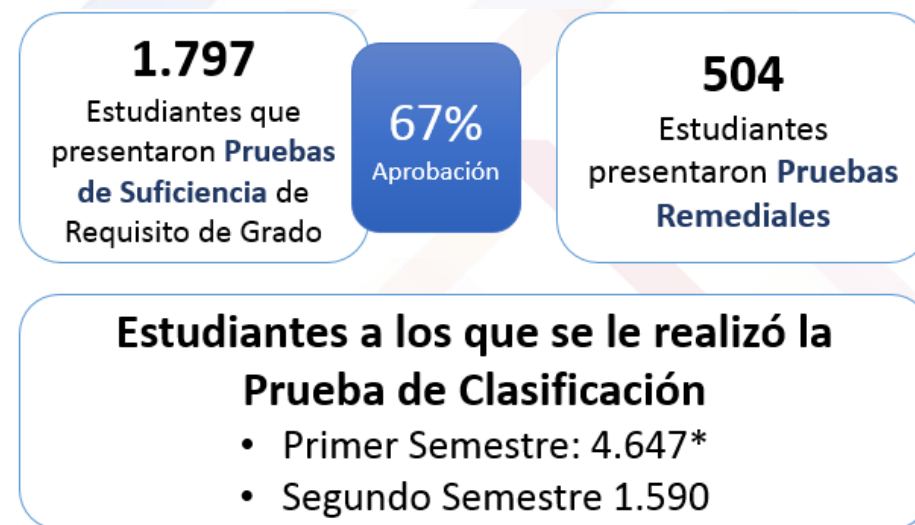 1.797
Estudiantes que
presentaron Pruebas
de Suficiencia de
Requisito de Grado
67%
Aprobación
504
Estudiantes
presentaron Pruebas
Remediales
Estudiantes a los que se le realizó la
Prueba de Clasificación
• Primer Semestre: 4.647*
• Segundo Semestre 1.590